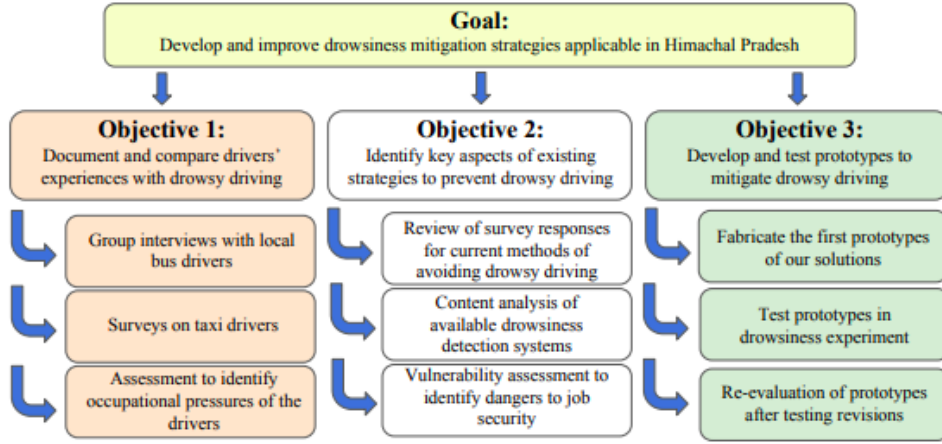 Goal:
Develop and improve drowsiness mitigation strategies applicable in Himachal Pradesh
Objective 1:
Document and compare drivers'
experiences with drowsy driving
Group interviews with local
bus drivers
Surveys on taxi drivers
Assessment to identify
occupational pressures of the
drivers
Objective 2:
Identify key aspects of existing
strategies to prevent drowsy driving
Review of survey responses
for current methods of
avoiding drowsy driving
Content analysis of
available drowsiness
detection systems
Vulnerability assessment to
identify dangers to job
security
Objective 3:
Develop and test prototypes to
mitigate drowsy driving
Fabricate the first prototypes
of our solutions
Test prototypes in
drowsiness experiment
Re-evaluation of prototypes
after testing revisions